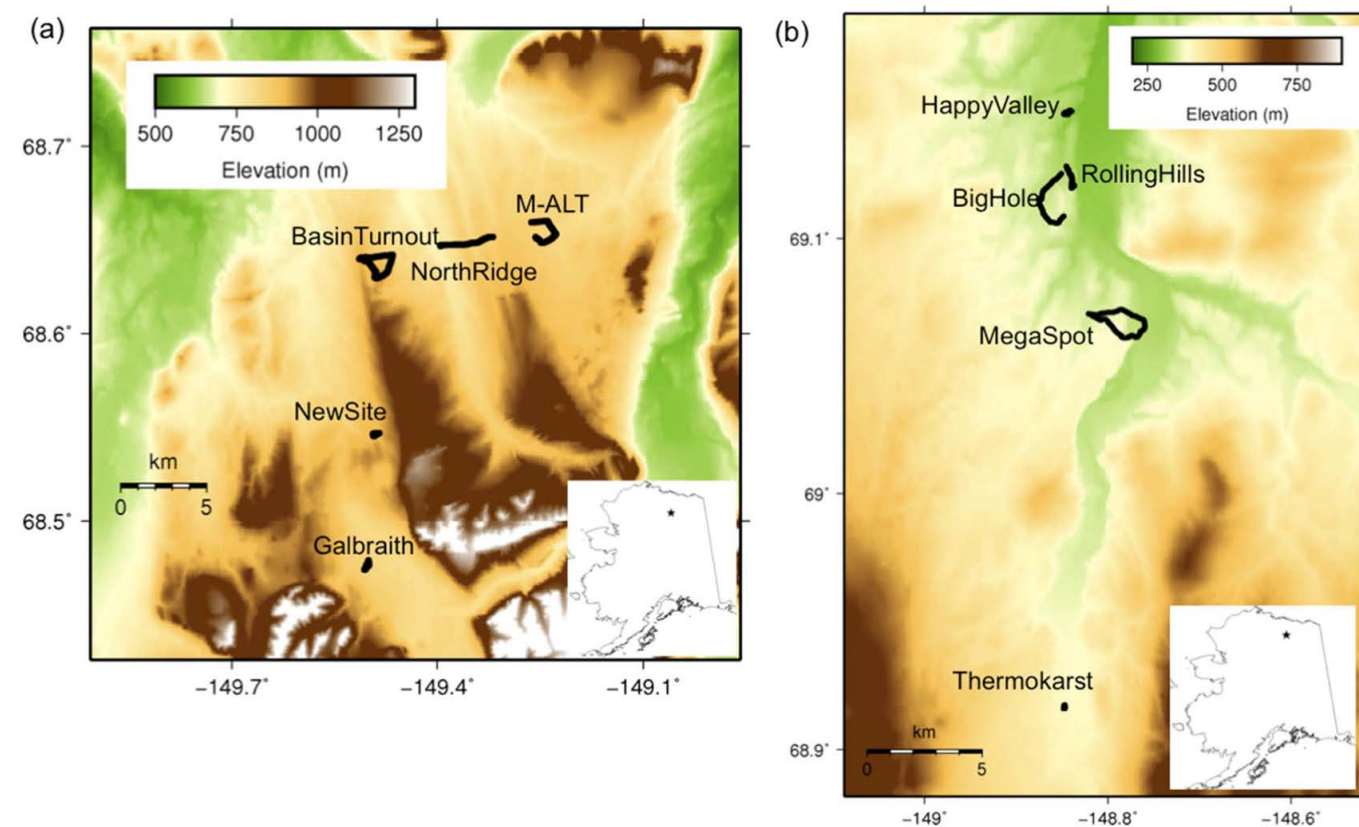 (a)
500 750 1000 1250
Elevation (m)
68.7˚
68.6˚
68.5˚
M-ALT
BasinTurnout
NorthRidge
NewSite
km
0 5
Galbraith
−149.7˚ −149.4˚ −149.1˚
(b)
250 500 750
Elevation (m)
HappyValley
RollingHills
BigHole
69.1˚
MegaSpot
69˚
Thermokarst
km
0 5
68.9˚
−149˚ −148.8˚ −148.6˚